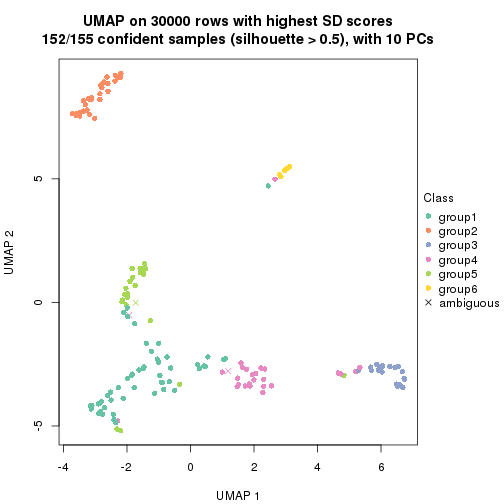 UMAP on 30000 rows with highest SD scores
152/155 confident samples (silhouette > 0.5), with 10 PCs
UMAP 2
5
0
-5
-4
-2
0
2
4
6
UMAP 1
Class
group1
group2
group3
group4
group5
group6
ambiguous